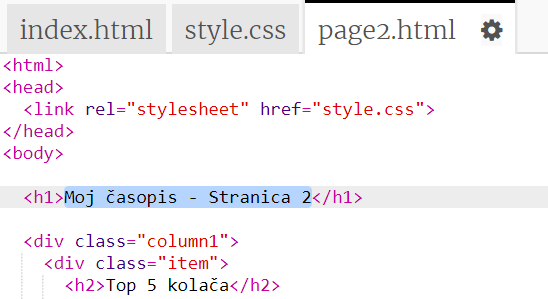 index.html style.css page2.html
<html>
<head>
<link rel="stylesheet" href="style.css">
</head>
<body>
<h1>Moj časopis - Stranica 2</h1>
<div class="column1">
<div class="item">
<h2>Top 5 kolača</h2>